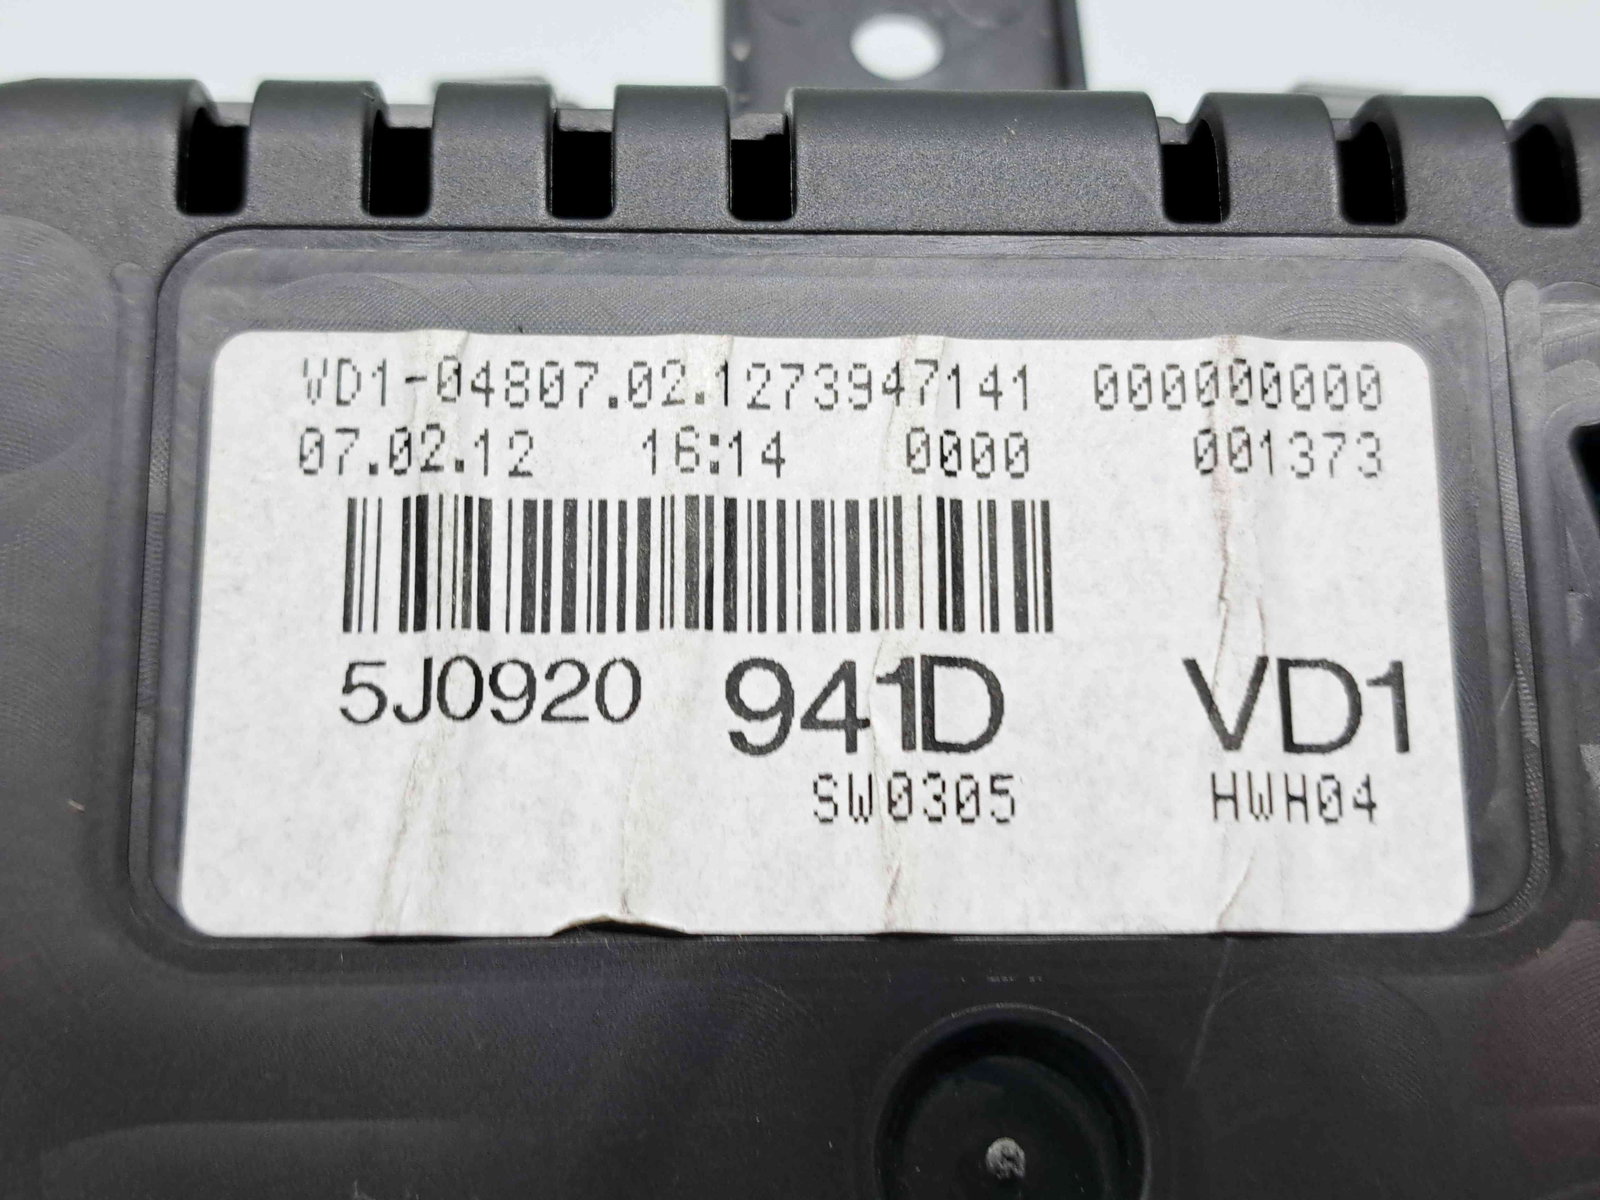 VD1-04807.02.1273947141 000000000
07.02.12 16:14 0000 001373
5J0920 941D VD1
SW0305 HWH04